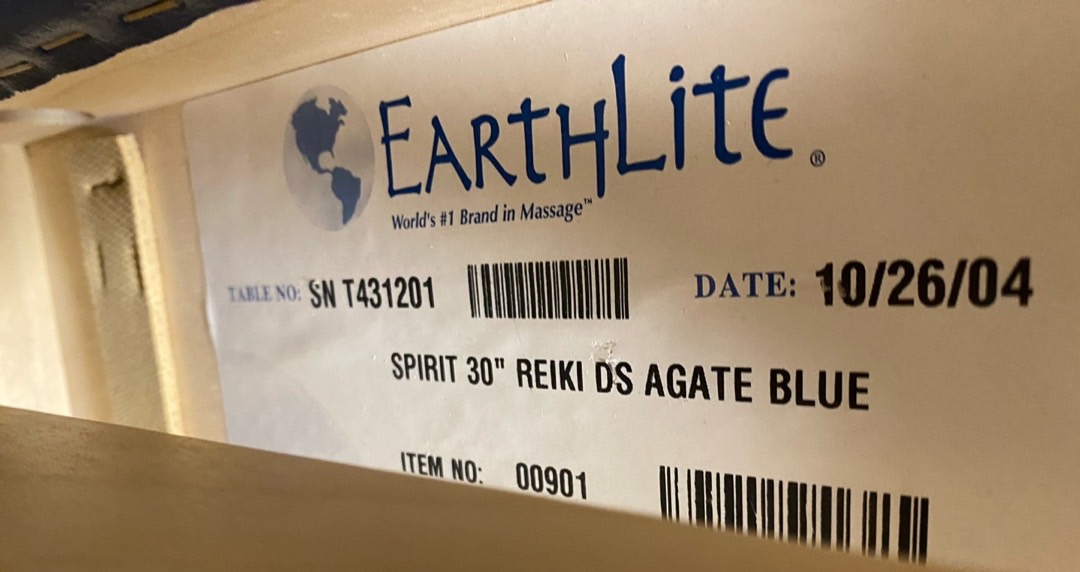 EARTHLITE®
World's #1 Brand in Massage™
TABLE NO: SN T431201 DATE: 10/26/04
SPIRIT 30" REIKI DS AGATE BLUE
ITEM NO: 00901